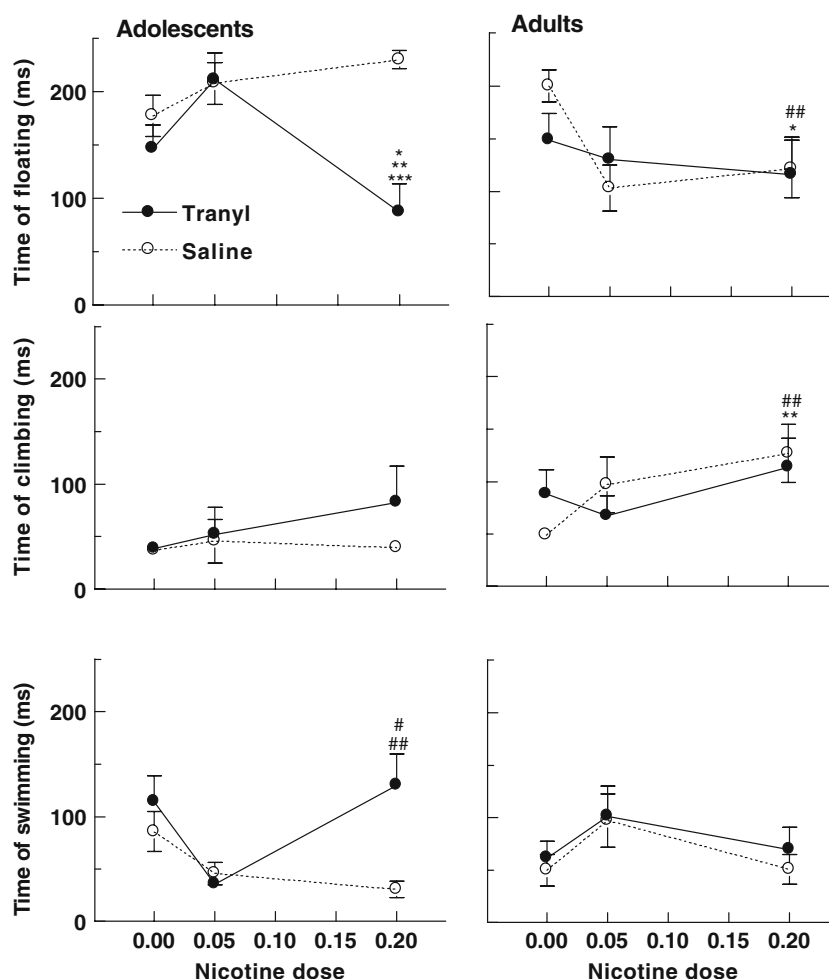 Adolescents
Adults
Time of floating (ms)
200
100
0
Tranyl
Saline
*
**
***
##
*
Time of climbing (ms)
200
100
0
##
**
Time of swimming (ms)
200
100
0
#
##
0.00 0.05 0.10 0.15 0.20
0.00 0.05 0.10 0.15 0.20
Nicotine dose
Nicotine dose